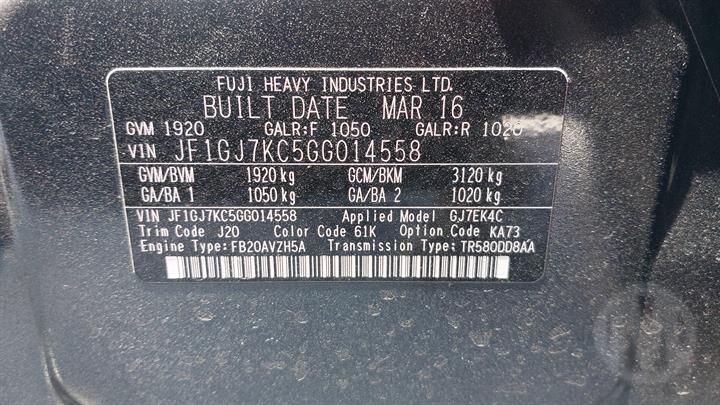 FUJI HEAVY INDUSTRIES LTD.
BUILT DATE MAR 16
GVM 1920 GALR:F 1050 GALR:R 1020
VIN JF1GJ7KC5GG014558
GVM/BVM 1920 kg GCM/BKM 3120 kg
GA/BA 1 1050 kg GA/BA 2 1020 kg
VIN JF1GJ7KC5GG014558 Applied Model GJ7EK4C
Trim Code J20 Color Code 61K Option Code KA73
Engine Type:FB20AVZH5A Transmission Type:TR580DD8AA